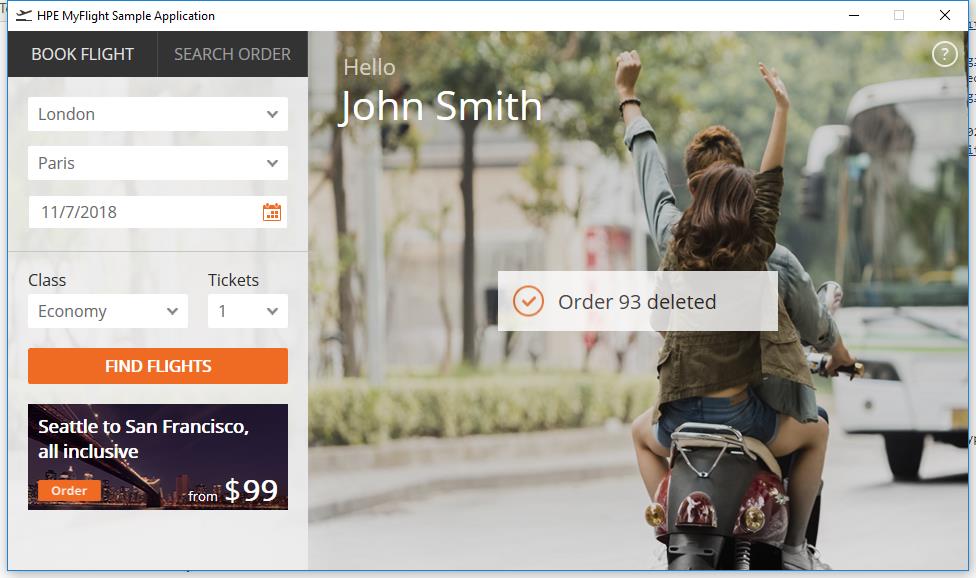 HPE MyFlight Sample Application
BOOK FLIGHT
SEARCH ORDER
Hello
John Smith
?
London
Paris
11/7/2018
Class
Tickets
Economy
1
FIND FLIGHTS
Seattle to San Francisco,
all inclusive
Order
from $99
Order 93 deleted